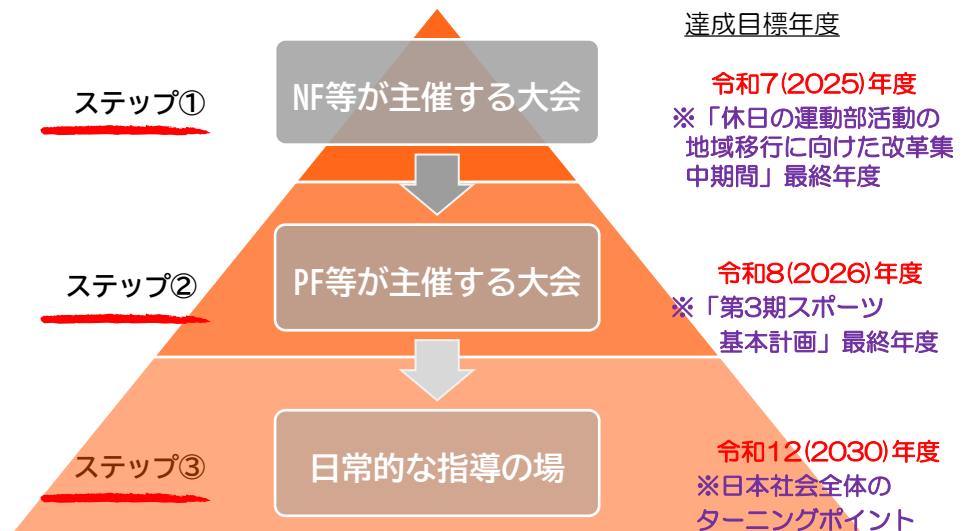 達成目標年度
ステップ①
NF等が主催する大会
令和7(2025)年度
※「休日の運動部活動の
地域移行に向けた改革集
中期間」最終年度
ステップ②
PF等が主催する大会
令和8(2026)年度
※「第3期スポーツ
基本計画」最終年度
ステップ③
日常的な指導の場
令和12(2030)年度
※日本社会全体の
ターニングポイント